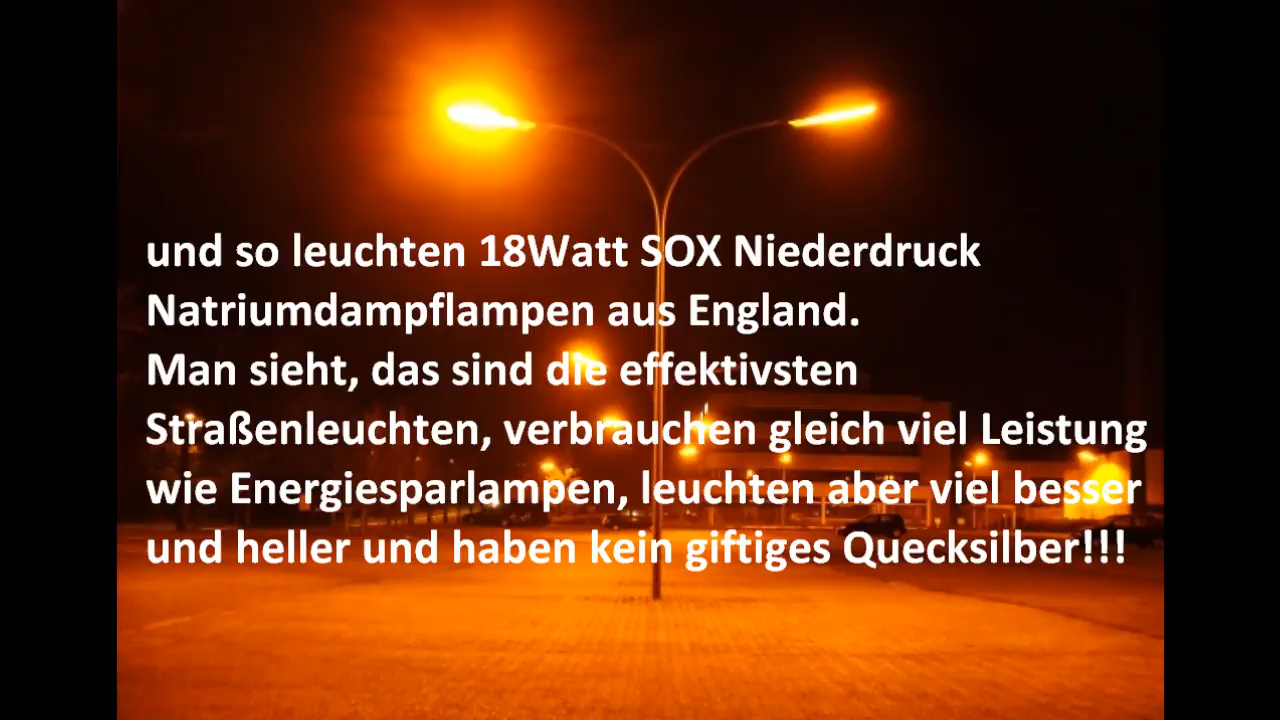 und so leuchten 18Watt SOX Niederdruck
Natriumdampflampen aus England.
Man sieht, das sind die effektivsten
Straßenleuchten, verbrauchen gleich viel Leistung
wie Energiesparlampen, leuchten aber viel besser
und heller und haben kein giftiges Quecksilber!!!